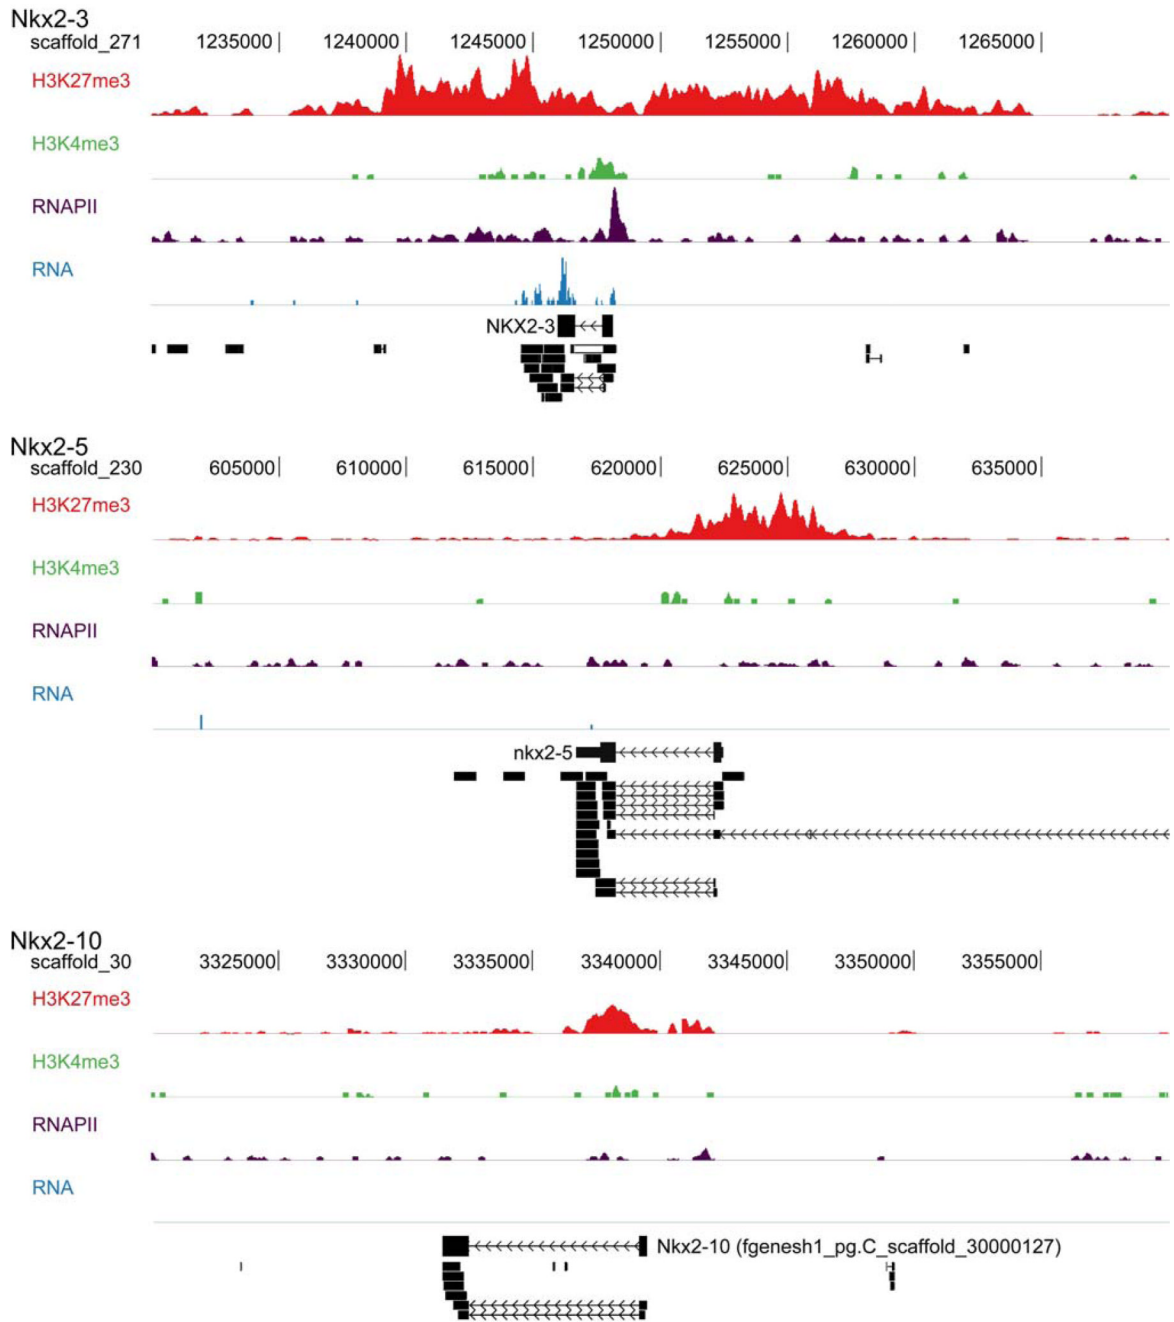 Nkx2-3
scaffold_271 1235000| 1240000| 1245000| 1250000| 1255000| 1260000| 1265000|
H3K27me3
H3K4me3
RNAPII
RNA
NKX2-3
Nkx2-5
scaffold_230 605000| 610000| 615000| 620000| 625000| 630000| 635000|
H3K27me3
H3K4me3
RNAPII
RNA
nkx2-5
Nkx2-10
scaffold_30 3325000| 3330000| 3335000| 3340000| 3345000| 3350000| 3355000|
H3K27me3
H3K4me3
RNAPII
RNA
Nkx2-10 (fgenesh1_pg.C_scaffold_30000127)